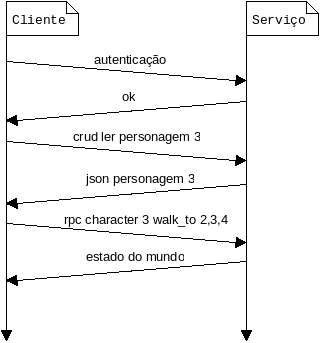 Cliente
Serviço
autenticação
ok
crud ler personagem 3
json personagem 3
rpc character 3 walk_to 2,3,4
estado do mundo